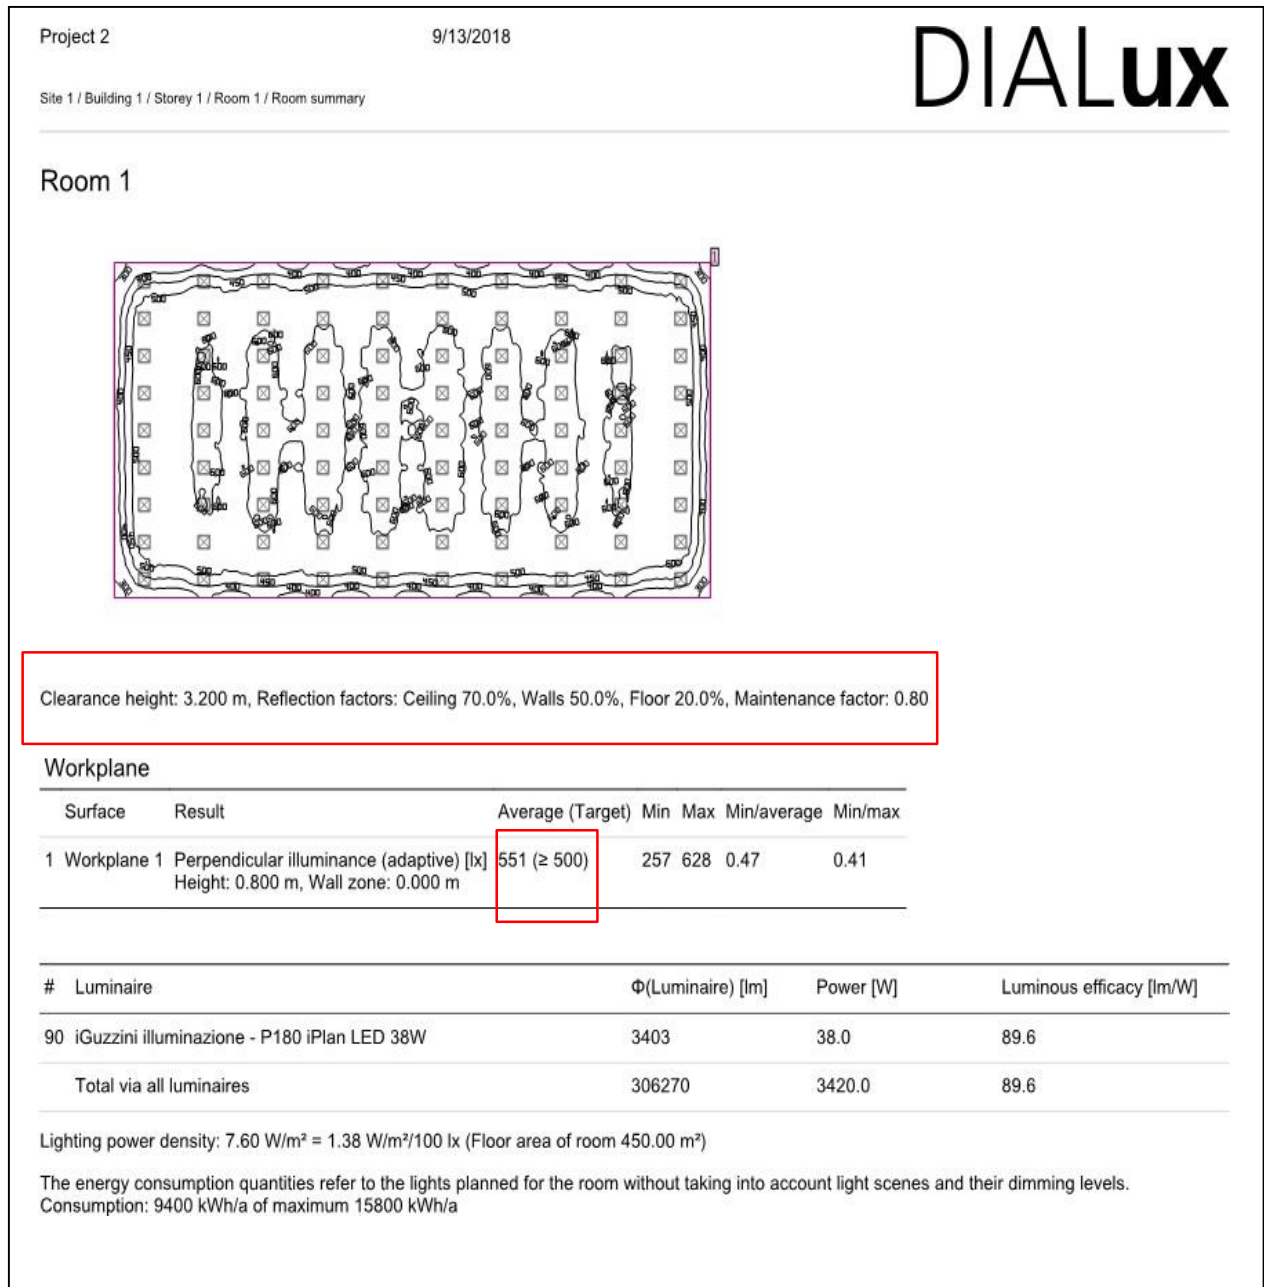 Project 2
9/13/2018
DIALux
Site 1 / Building 1 / Storey 1 / Room 1 / Room summary
Room 1
1
Clearance height: 3.200 m, Reflection factors: Ceiling 70.0%, Walls 50.0%, Floor 20.0%, Maintenance factor: 0.80
Workplane
Surface Result Average (Target) Min Max Min/average Min/max
1 Workplane 1 Perpendicular illuminance (adaptive) [lx] 551 (≥ 500) 257 628 0.47 0.41
Height: 0.800 m, Wall zone: 0.000 m
# Luminaire Φ(Luminaire) [lm] Power [W] Luminous efficacy [lm/W]
90 iGuzzini illuminazione - P180 iPlan LED 38W 3403 38.0 89.6
Total via all luminaires 306270 3420.0 89.6
Lighting power density: 7.60 W/m² = 1.38 W/m²/100 lx (Floor area of room 450.00 m²)
The energy consumption quantities refer to the lights planned for the room without taking into account light scenes and their dimming levels.
Consumption: 9400 kWh/a of maximum 15800 kWh/a